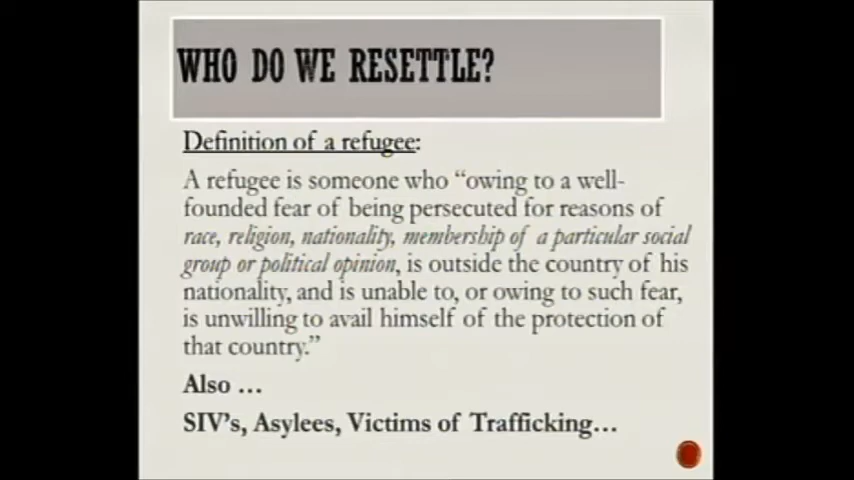 WHO DO WE RESETTLE?
Definition of a refugee:
A refugee is someone who “owing to a well-
founded fear of being persecuted for reasons of
race, religion, nationality, membership of a particular social
group or political opinion, is outside the country of his
nationality, and is unable to, or owing to such fear,
is unwilling to avail himself of the protection of
that country.”
Also …
SIV’s, Asylees, Victims of Trafficking…